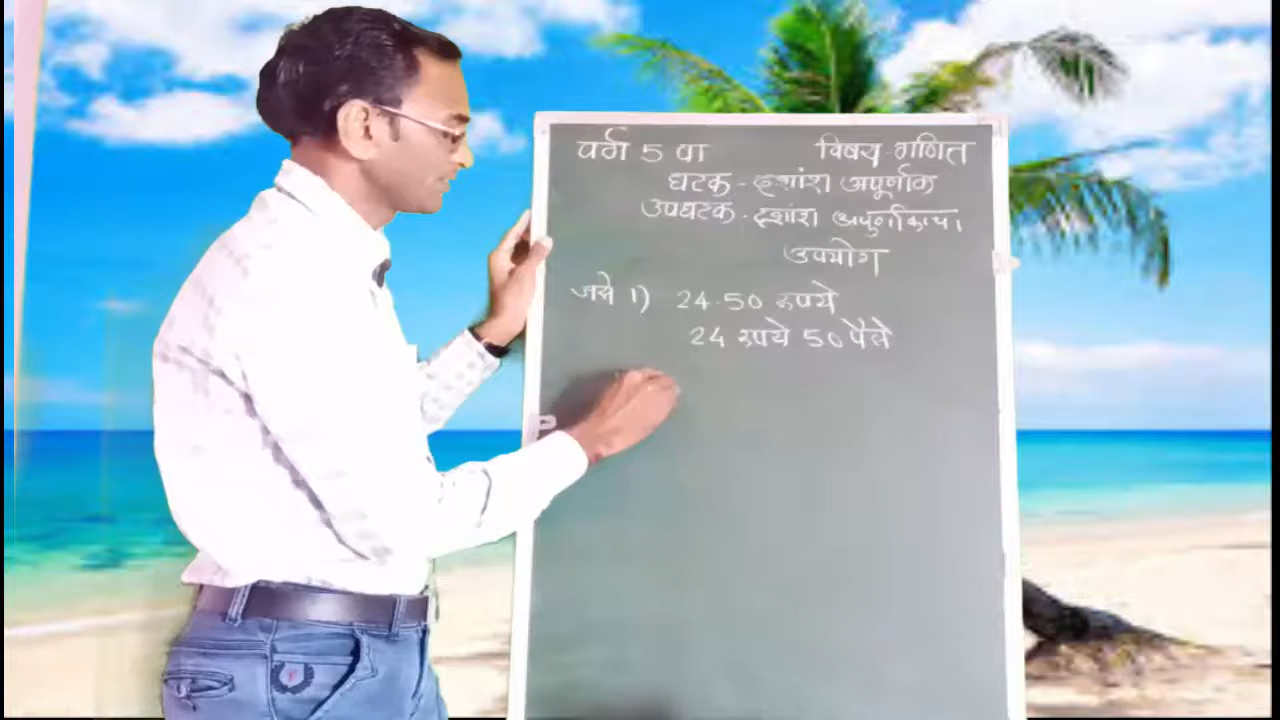 वर्ग 5 वा विषय - गणित
घटक - दशांश अपूर्णांक
उपघटक - दशांश अपुर्णांकाचा
उपयोग
जसे 1) 24.50 रुपये
24 रुपये 50 पैसे